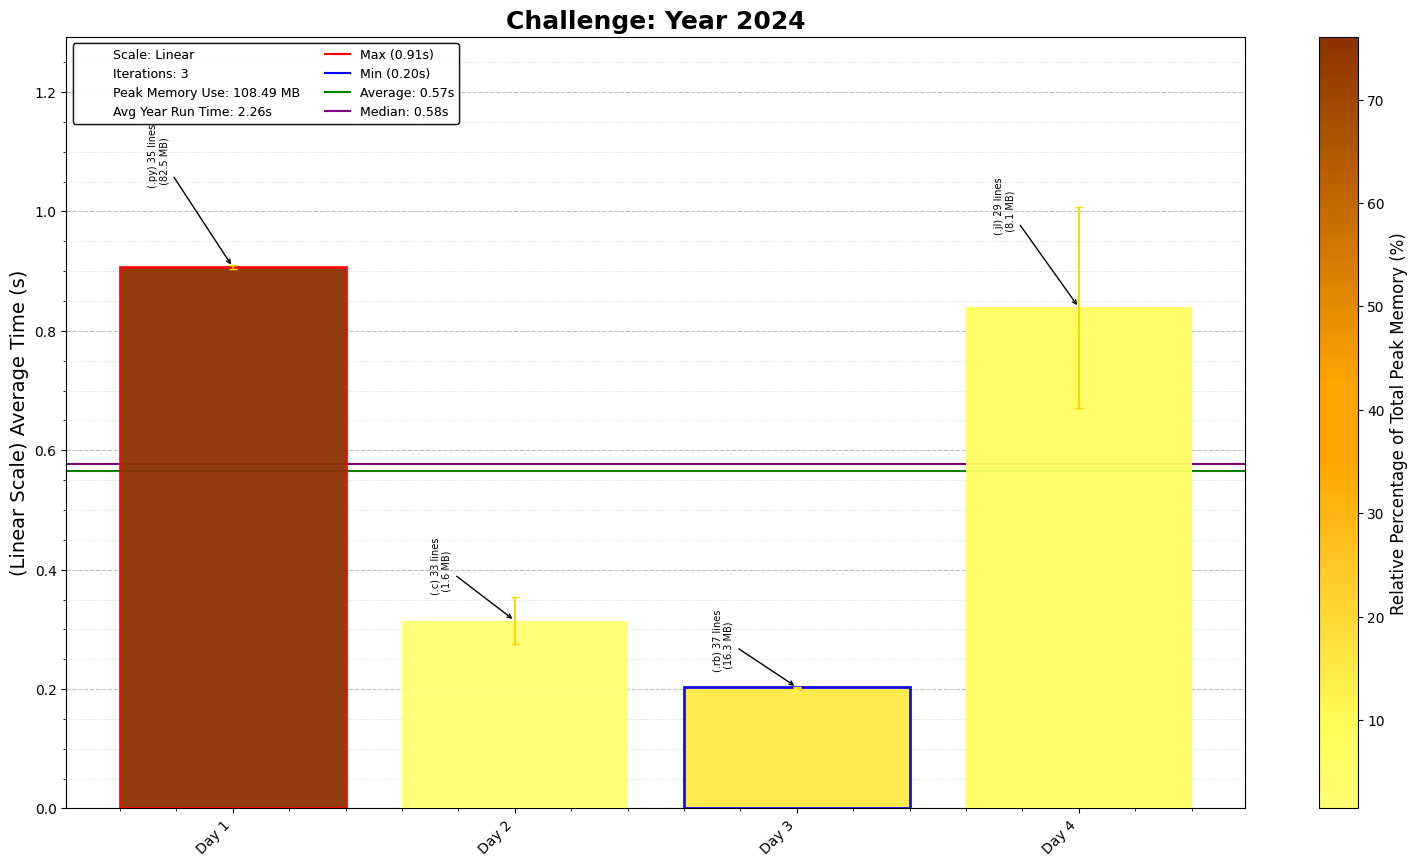 Challenge: Year 2024
Scale: Linear
Iterations: 3
Peak Memory Use: 108.49 MB
Avg Year Run Time: 2.26s
Max (0.91s)
Min (0.20s)
Average: 0.57s
Median: 0.58s
(Linear Scale) Average Time (s)
1.2
1.0
0.8
0.6
0.4
0.2
0.0
(.py) 35 lines
(82.5 MB)
(.c) 33 lines
(1.6 MB)
(.rb) 37 lines
(16.3 MB)
(.jl) 29 lines
(8.1 MB)
Day 1
Day 2
Day 3
Day 4
70
60
50
40
30
20
10
Relative Percentage of Total Peak Memory (%)